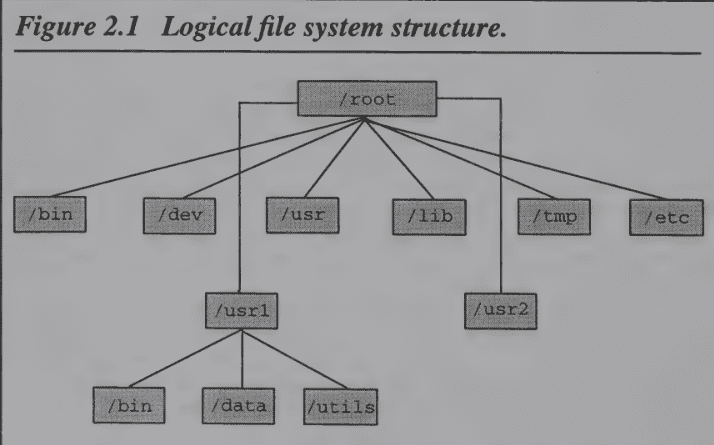 Figure 2.1 Logical file system structure.
/root
/bin /dev /usr /lib /tmp /etc
/usr1 /usr2
/bin /data /utils